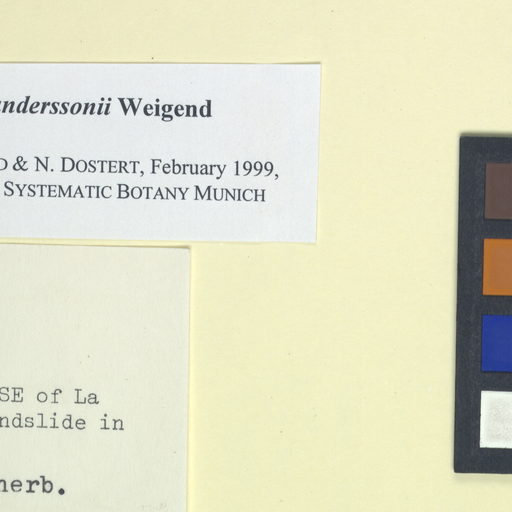 anderssonii Weigend
D & N. DOSTERT, February 1999,
SYSTEMATIC BOTANY MUNICH
SE of La
ndslide in
herb.